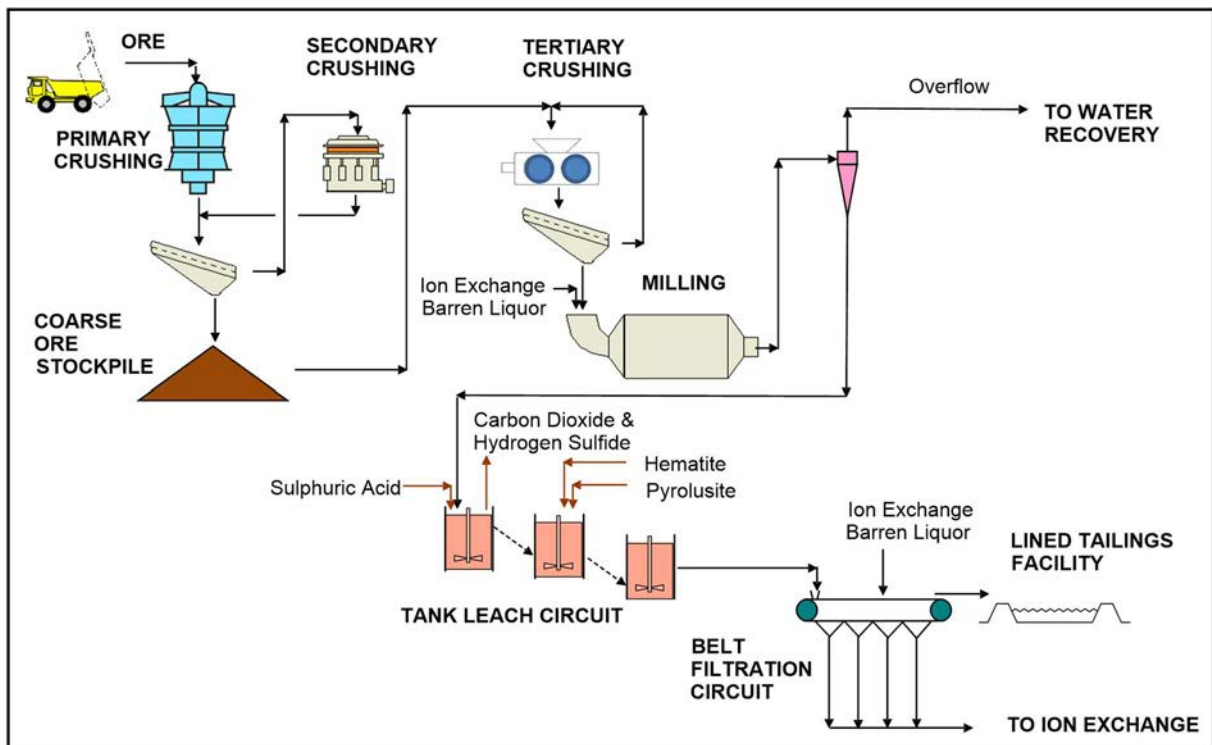 ORE
SECONDARY
CRUSHING
TERTIARY
CRUSHING
Overflow
TO WATER
RECOVERY
PRIMARY
CRUSHING
Ion Exchange
Barren Liquor
MILLING
COARSE
ORE
STOCKPILE
Carbon Dioxide &
Hydrogen Sulfide
Sulphuric Acid
Hematite
Pyrolusite
Ion Exchange
Barren Liquor
LINED TAILINGS
FACILITY
TANK LEACH CIRCUIT
BELT
FILTRATION
CIRCUIT
TO ION EXCHANGE